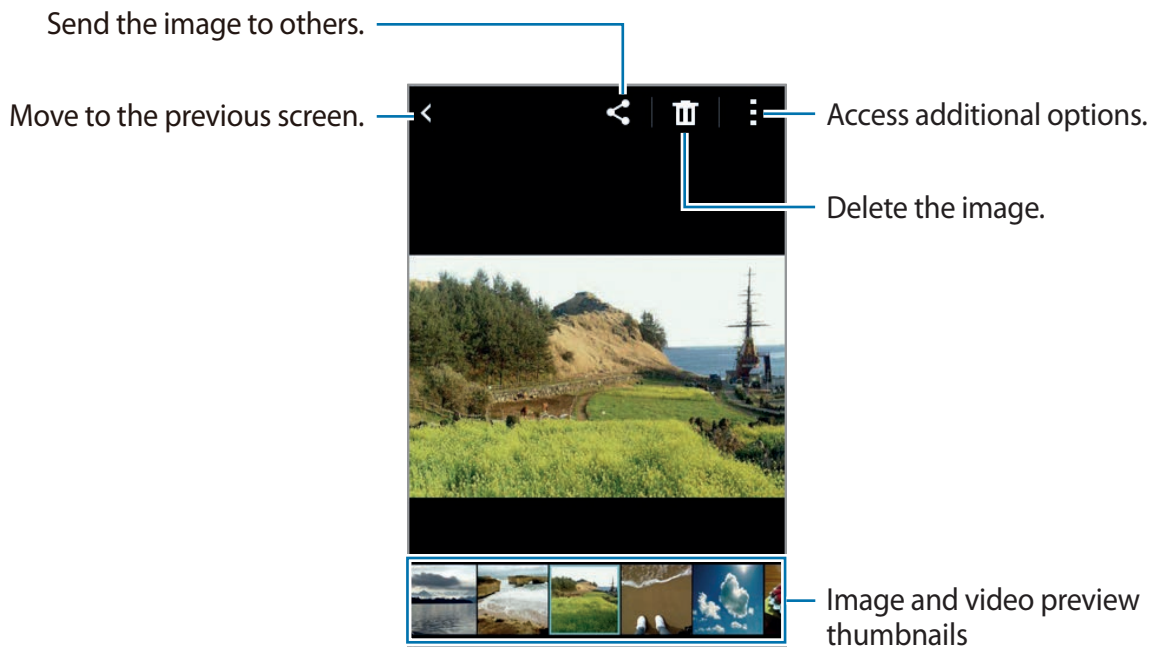 Send the image to others.
Move to the previous screen.
Access additional options.
Delete the image.
Image and video preview
thumbnails